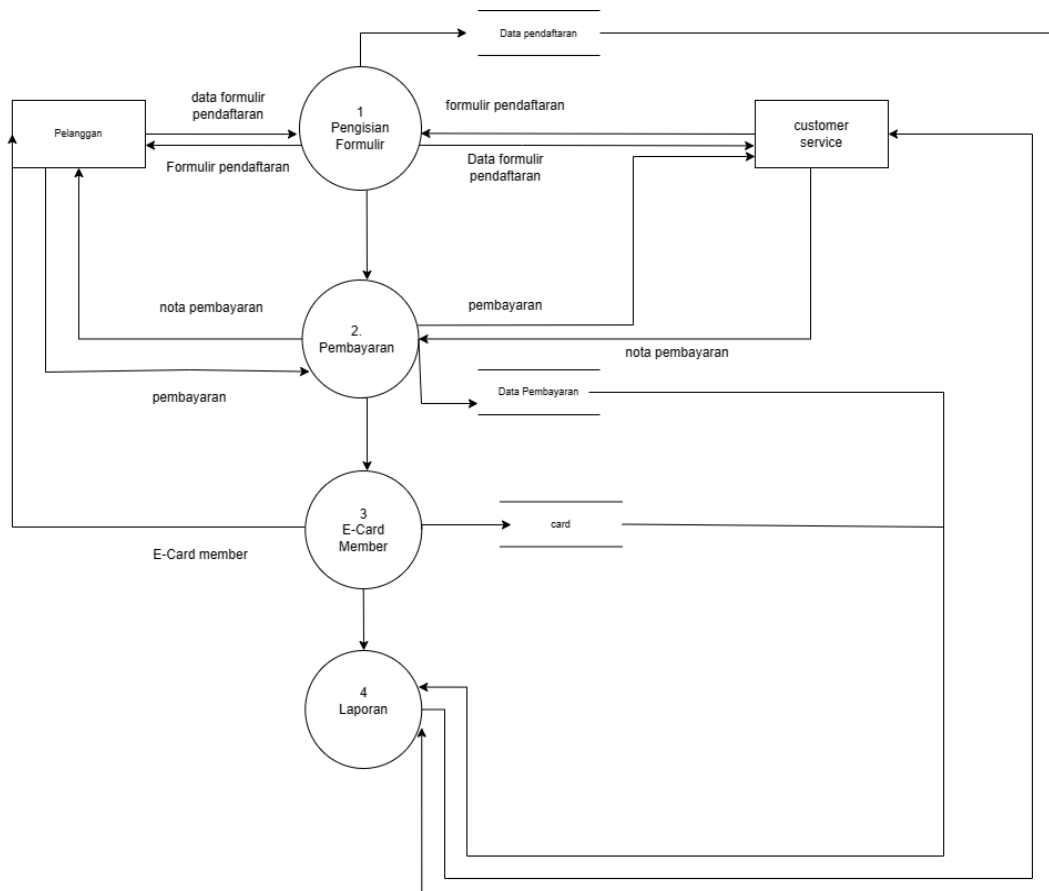 Data pendaftaran
data formulir
pendaftaran
1
Pengisian
Formulir
formulir pendaftaran
Pelanggan
customer
service
Formulir pendaftaran
Data formulir
pendaftaran
nota pembayaran
2.
Pembayaran
pembayaran
nota pembayaran
pembayaran
Data Pembayaran
3
E-Card
Member
card
E-Card member
4
Laporan